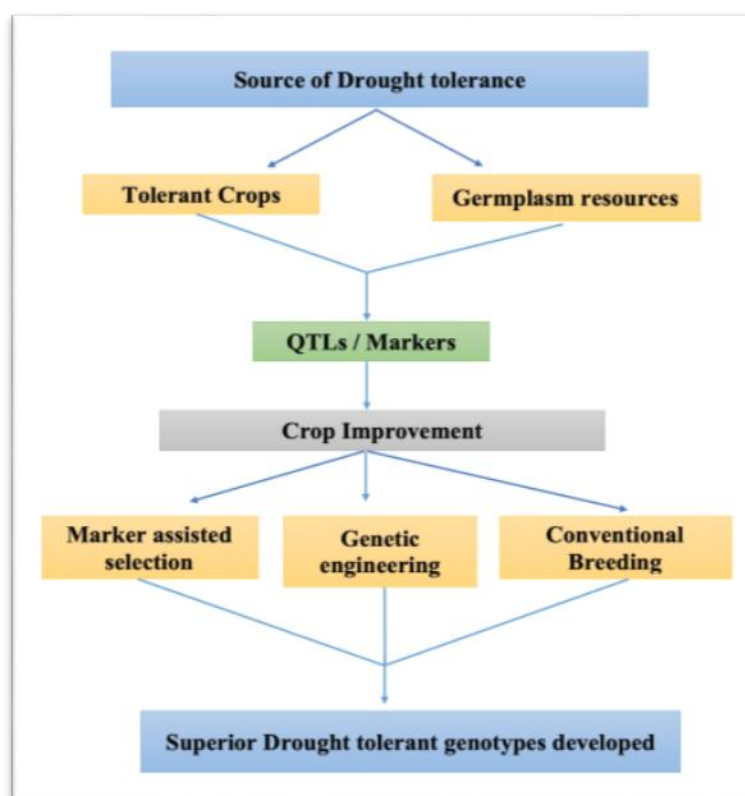 Source of Drought tolerance
Tolerant Crops
Germplasm resources
QTLs / Markers
Crop Improvement
Marker assisted
selection
Genetic
engineering
Conventional
Breeding
Superior Drought tolerant genotypes developed